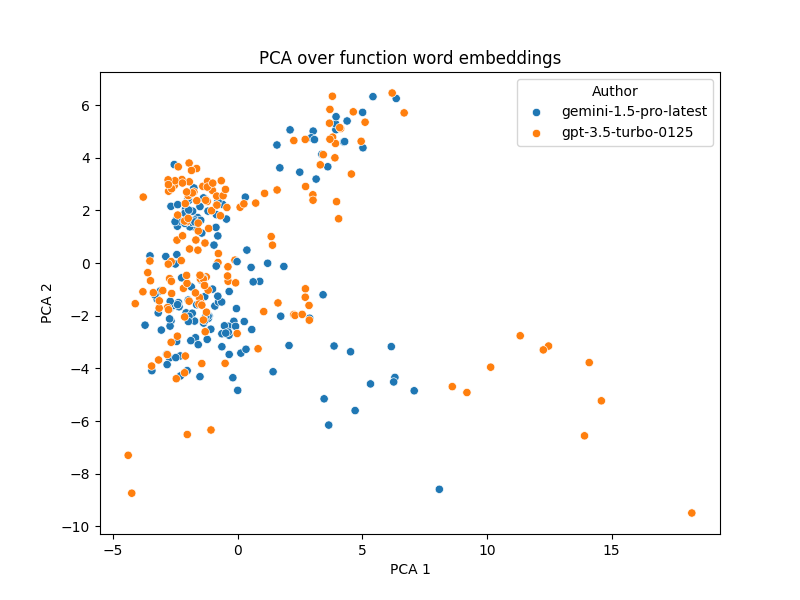 PCA over function word embeddings
Author
gemini-1.5-pro-latest
gpt-3.5-turbo-0125
6
4
2
0
−2
−4
−6
−8
−10
PCA 2
−5
0
5
10
15
PCA 1